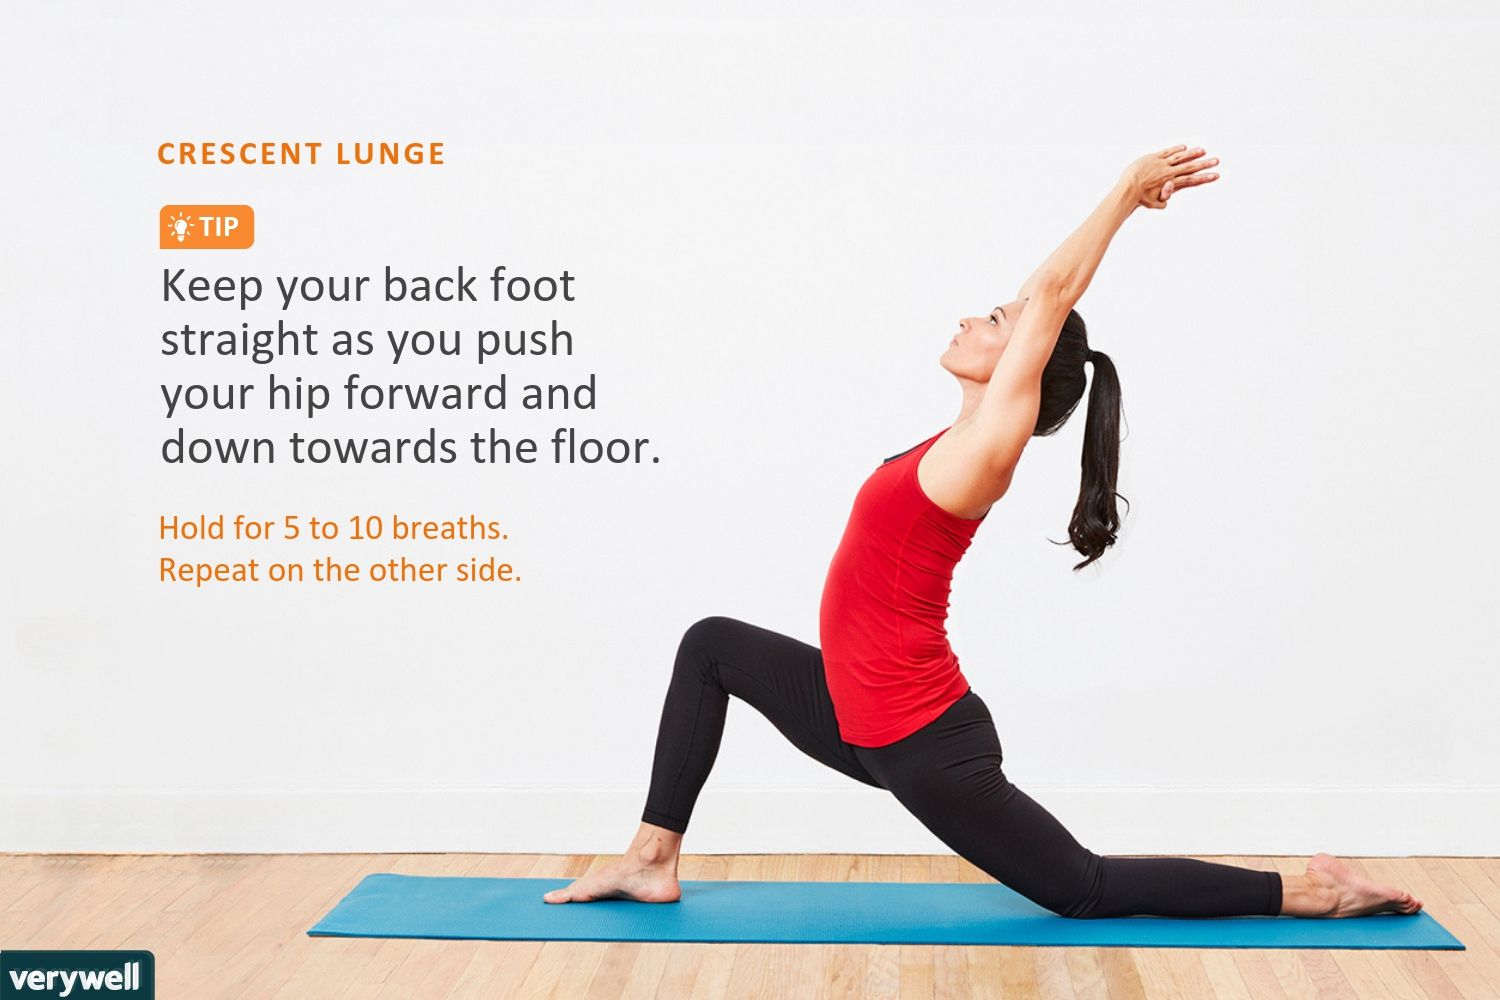 CRESCENT LUNGE
TIP
Keep your back foot
straight as you push
your hip forward and
down towards the floor.
Hold for 5 to 10 breaths.
Repeat on the other side.
verywell